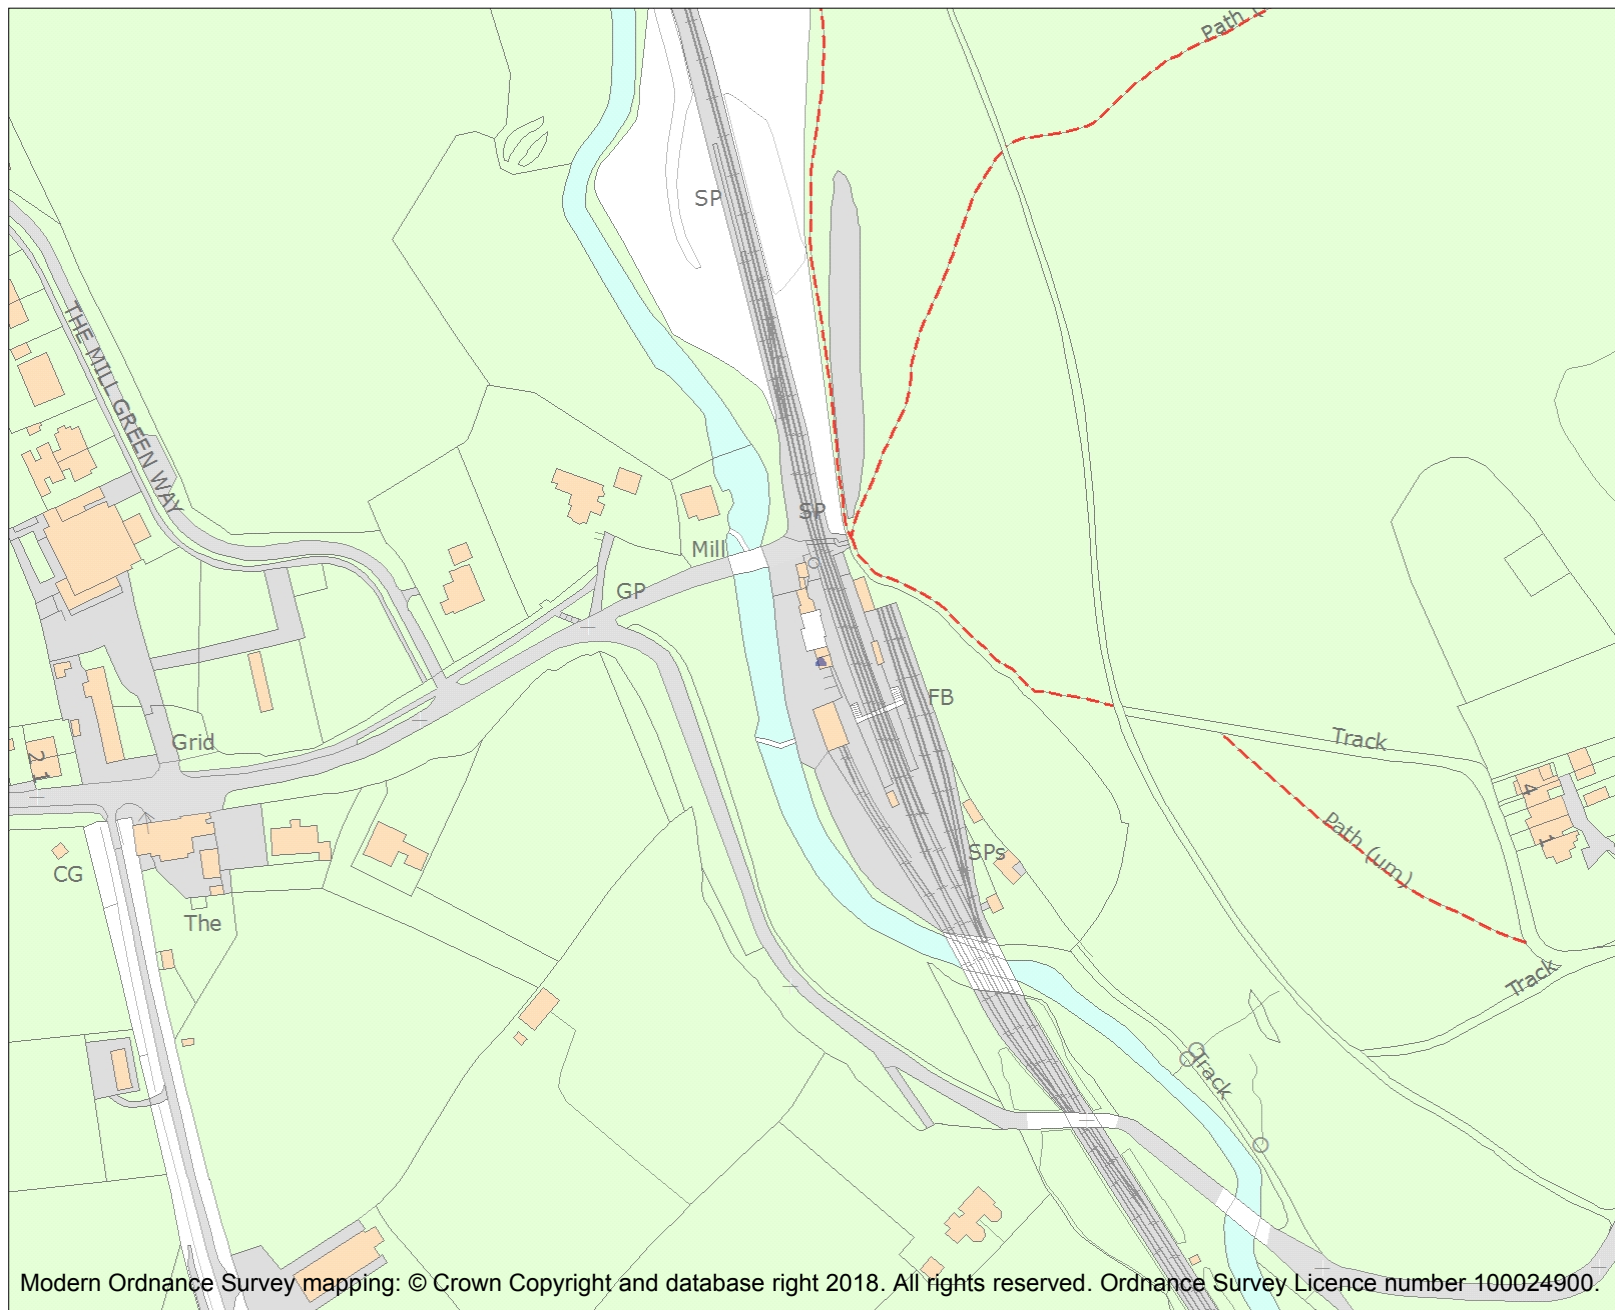 Path (
SP
THE MILL GREEN WAY
SP
Mill
GP
FB
Grid
Track
2
1
4
1
Path (um)
CG
SPs
The
Track
Track
Modern Ordnance Survey mapping: © Crown Copyright and database right 2018. All rights reserved. Ordnance Survey Licence number 100024900.